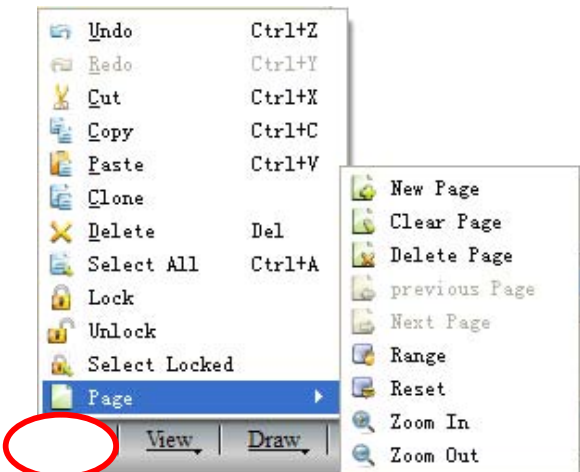 Undo Ctrl+Z
Redo Ctrl+Y
Cut Ctrl+X
Copy Ctrl+C
Paste Ctrl+V
Clone
Delete Del
Select All Ctrl+A
Lock
Unlock
Select Locked
Page
New Page
Clear Page
Delete Page
previous Page
Next Page
Range
Reset
Zoom In
Zoom Out
View
Draw